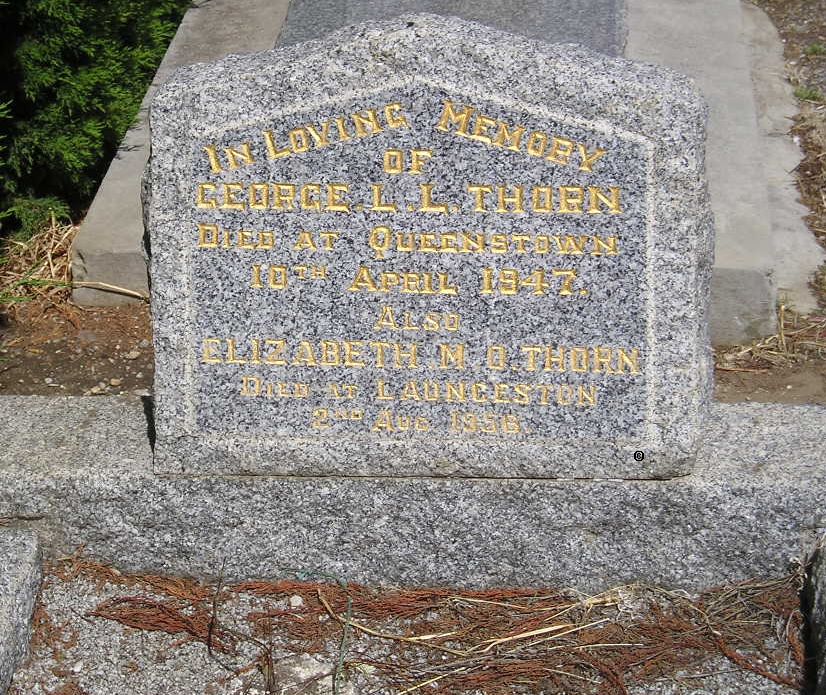 IN LOVING MEMORY
OF
GEORGE. L. L. THORN
DIED AT QUEENSTOWN
10TH APRIL 1947.
ALSO
ELIZABETH. M. O. THORN
DIED AT LAUNCESTON
2ND AUG 1956.